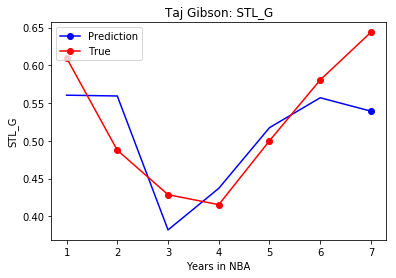 Taj Gibson: STL_G
Prediction
True
0.65
0.60
0.55
0.50
0.45
0.40
STL_G
1 2 3 4 5 6 7
Years in NBA